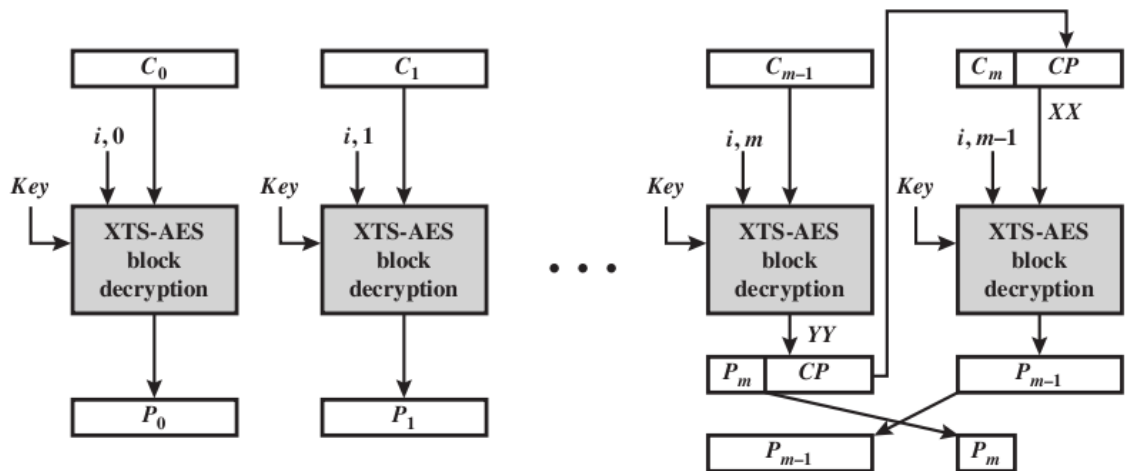 C₀ C₁ Cₘ₋₁ Cₘ CP
XX
i, 0 i, 1 i, m i, m–1
Key Key Key Key
XTS-AES XTS-AES XTS-AES XTS-AES
block block block block
decryption decryption • • • decryption decryption
YY
Pₘ CP Pₘ₋₁
P₀ P₁
Pₘ₋₁ Pₘ